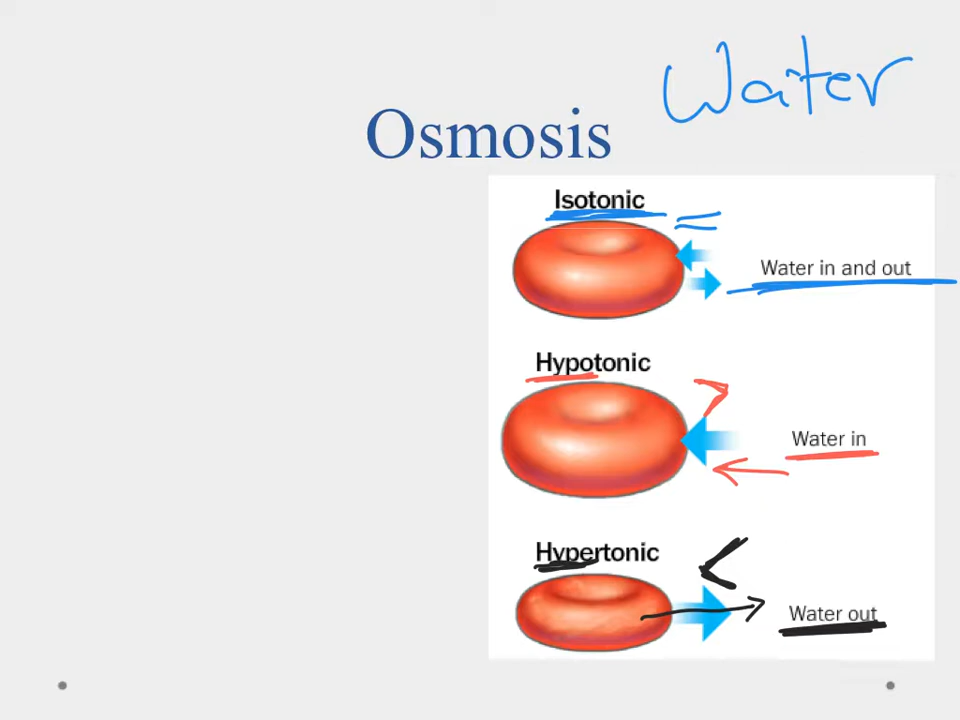 Water
Osmosis
Isotonic
=
Water in and out
Hypotonic
>
Water in
Hypertonic
<
Water out